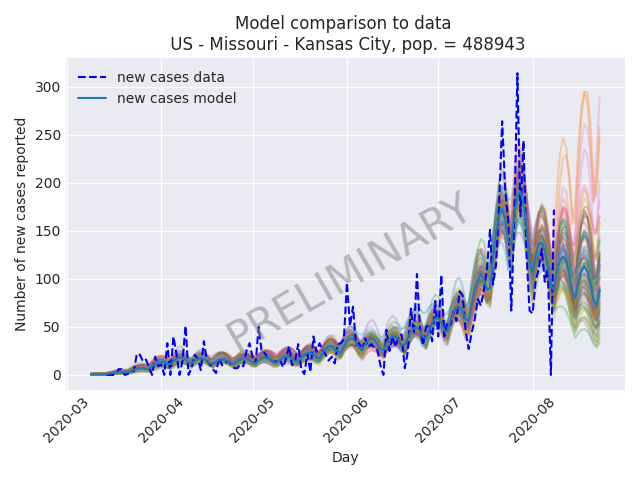 Model comparison to data
US - Missouri - Kansas City, pop. = 488943
new cases data
new cases model
Number of new cases reported
300
250
200
150
100
50
0
PRELIMINARY
2020-03
2020-04
2020-05
2020-06
2020-07
2020-08
Day